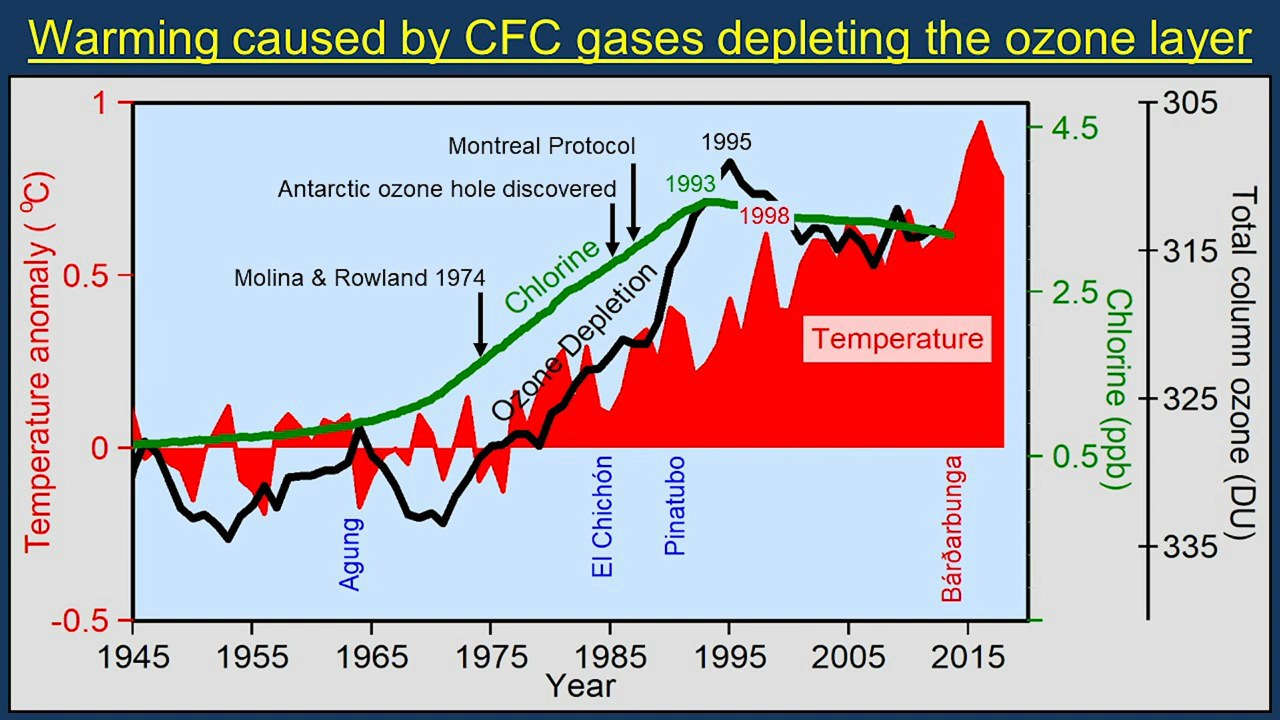 Warming caused by CFC gases depleting the ozone layer
Temperature anomaly ( ºC)
1
0.5
0
-0.5
Montreal Protocol
Antarctic ozone hole discovered
Molina & Rowland 1974
Chlorine
Ozone Depletion
1995
1993
1998
Temperature
Agung
El Chichón
Pinatubo
Bárðarbunga
4.5
2.5
0.5
Chlorine (ppb)
305
315
325
335
Total column ozone (DU)
1945 1955 1965 1975 1985 1995 2005 2015
Year